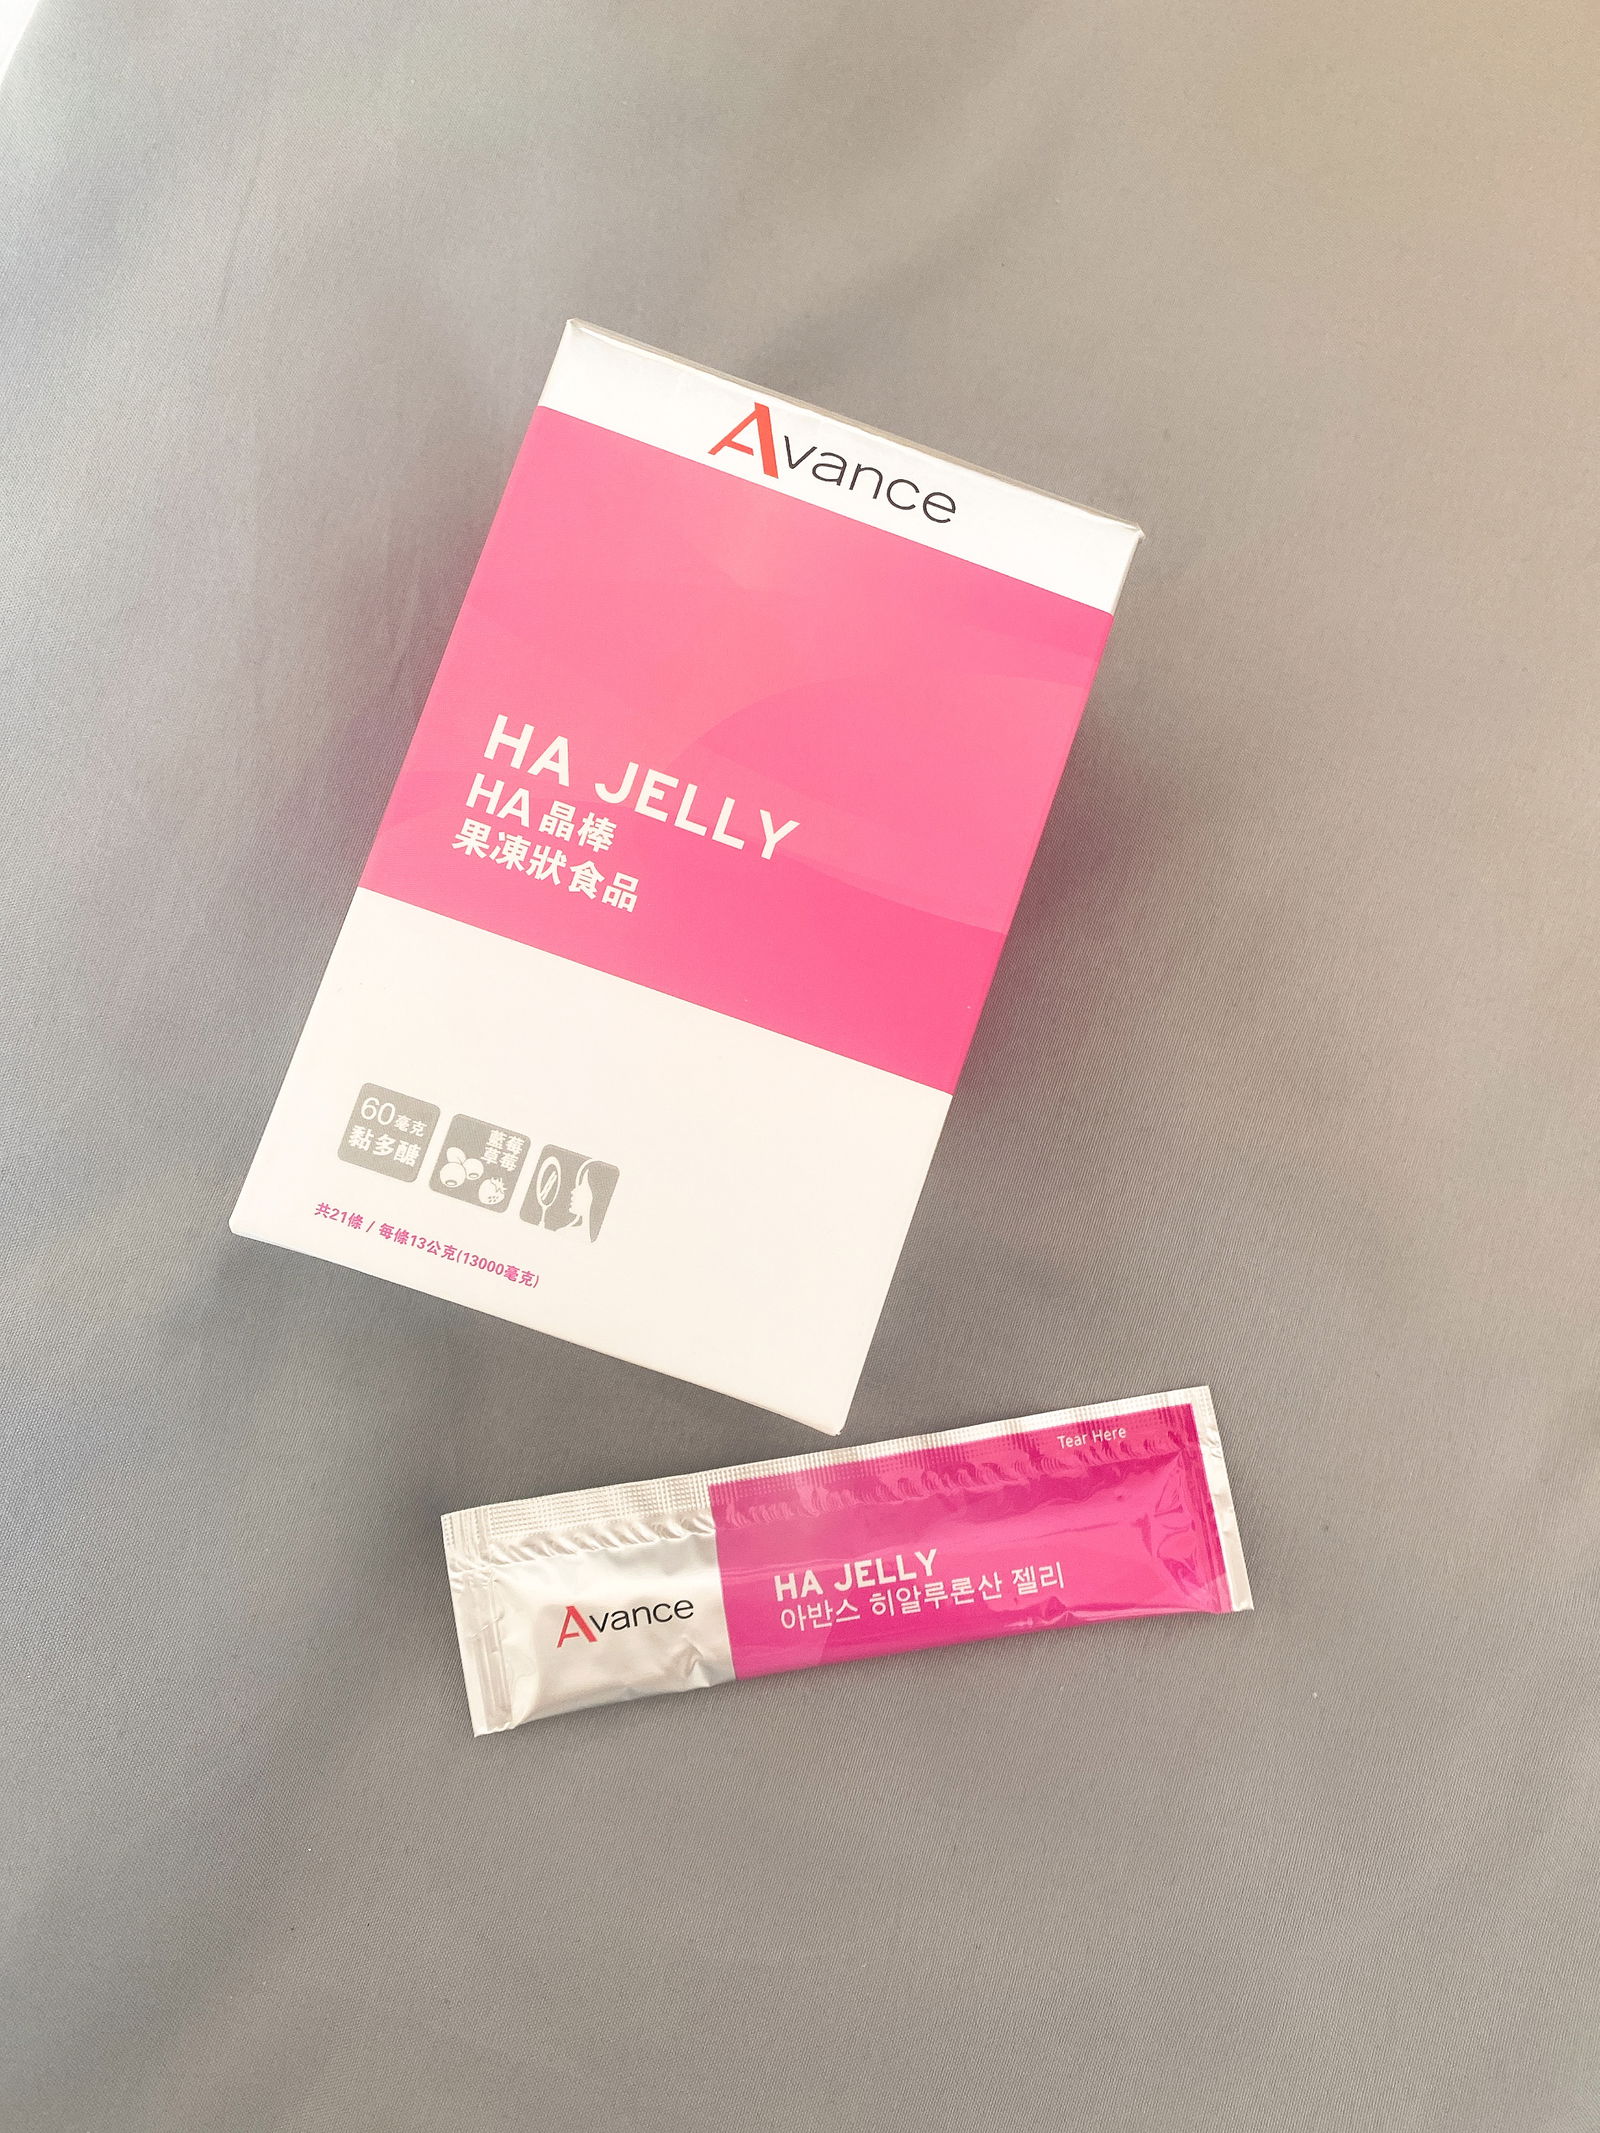 Avance
HA JELLY
HA晶棒
果凍狀食品
60毫克
黏多醣
藍莓
草莓
共21條 / 每條13公克(13000毫克)
Tear Here
Avance
HA JELLY
아반스 히알루론산 젤리